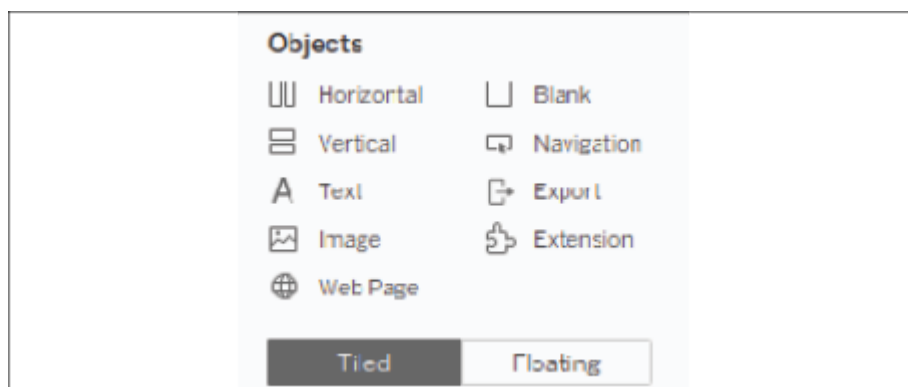 Objects
Horizontal Blank
Vertical Navigation
Text Export
Image Extension
Web Page
Tiled Floating